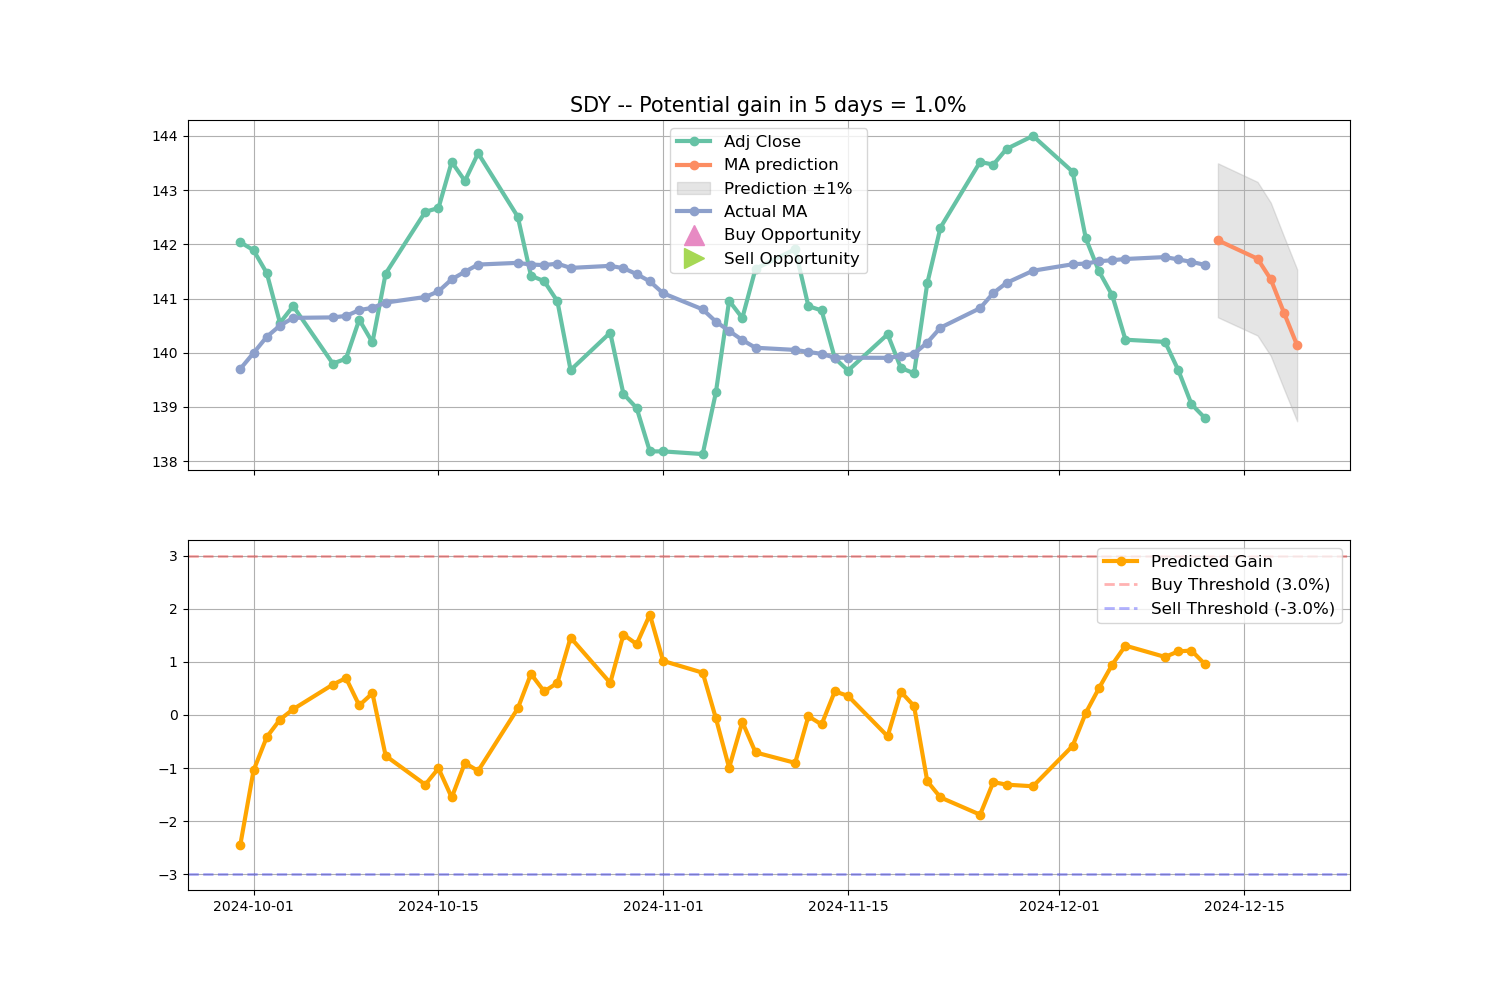 SDY -- Potential gain in 5 days = 1.0%
144
143
142
141
140
139
138
Adj Close
MA prediction
Prediction ±1%
Actual MA
Buy Opportunity
Sell Opportunity
3
2
1
0
−1
−2
−3
Predicted Gain
Buy Threshold (3.0%)
Sell Threshold (-3.0%)
2024-10-01
2024-10-15
2024-11-01
2024-11-15
2024-12-01
2024-12-15